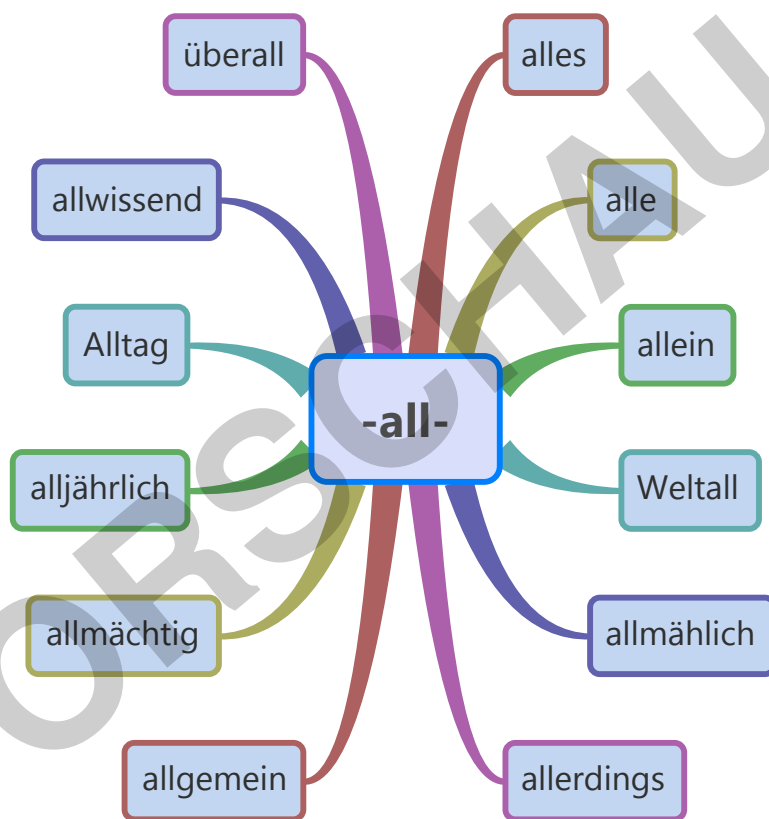 überall
alles
allwissend
alle
Alltag
allein
-all-
alljährlich
Weltall
allmächtig
allmählich
allgemein
allerdings
VORSCHAU